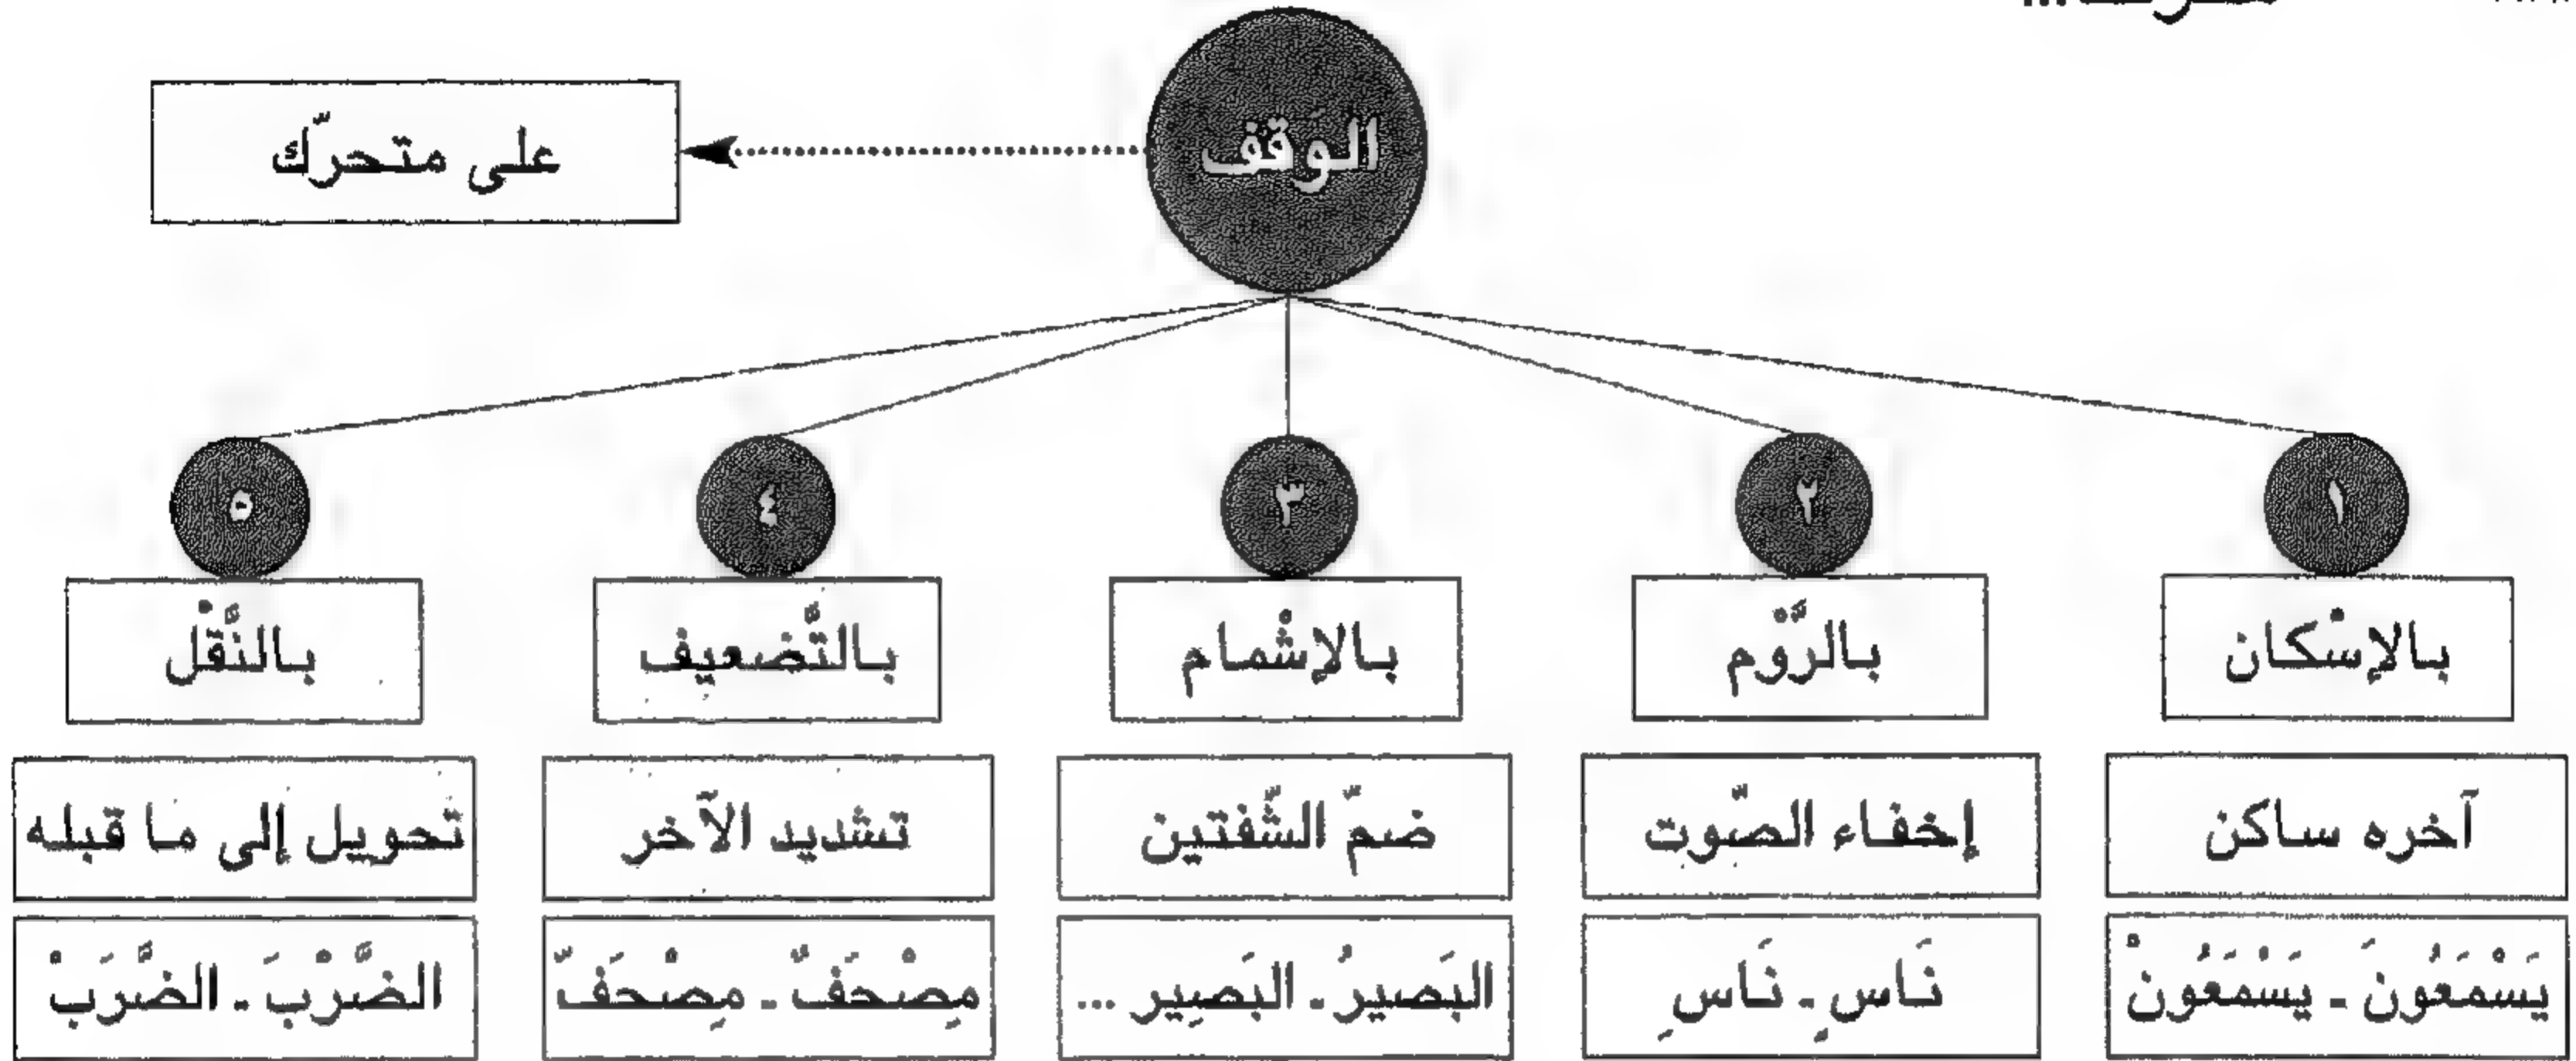 الوَقف
على متحرّك
١
٢
٣
٤
٥
بالإسْكان
بالرَّوْم
بالإشْمام
بالتَّضعيف
بالنَّقْل
آخره ساكن
إخفاء الصّوت
ضمّ الشّفتين
تشديد الآخر
تحويل إلى ما قبله
يَسْمَعُونَ - يَسْمَعُونْ
نَاسٍ - نَاسِ
البَصيرُ - البَصِير ...
مِصْحَفٌ - مِصْحَفّ
الضَّرْبَ - الضَّرَبْ